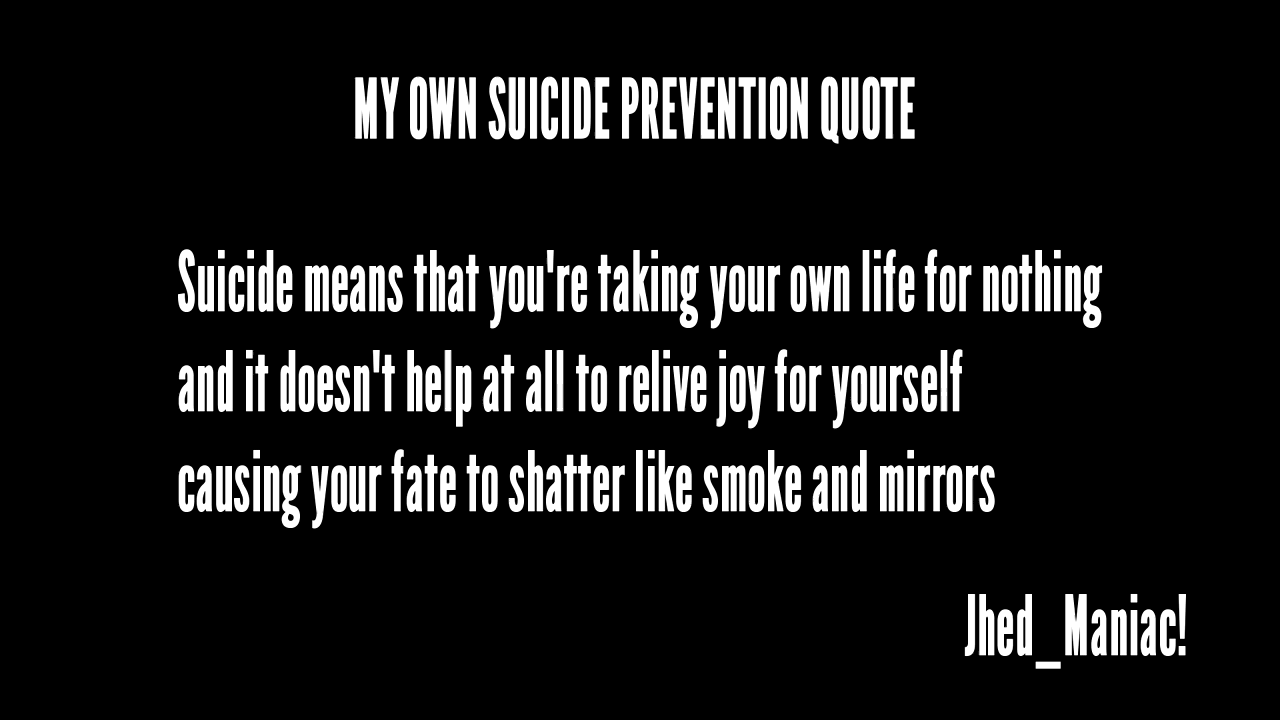 MY OWN SUICIDE PREVENTION QUOTE
Suicide means that you're taking your own life for nothing
and it doesn't help at all to relive joy for yourself
causing your fate to shatter like smoke and mirrors
Jhed_Maniac!